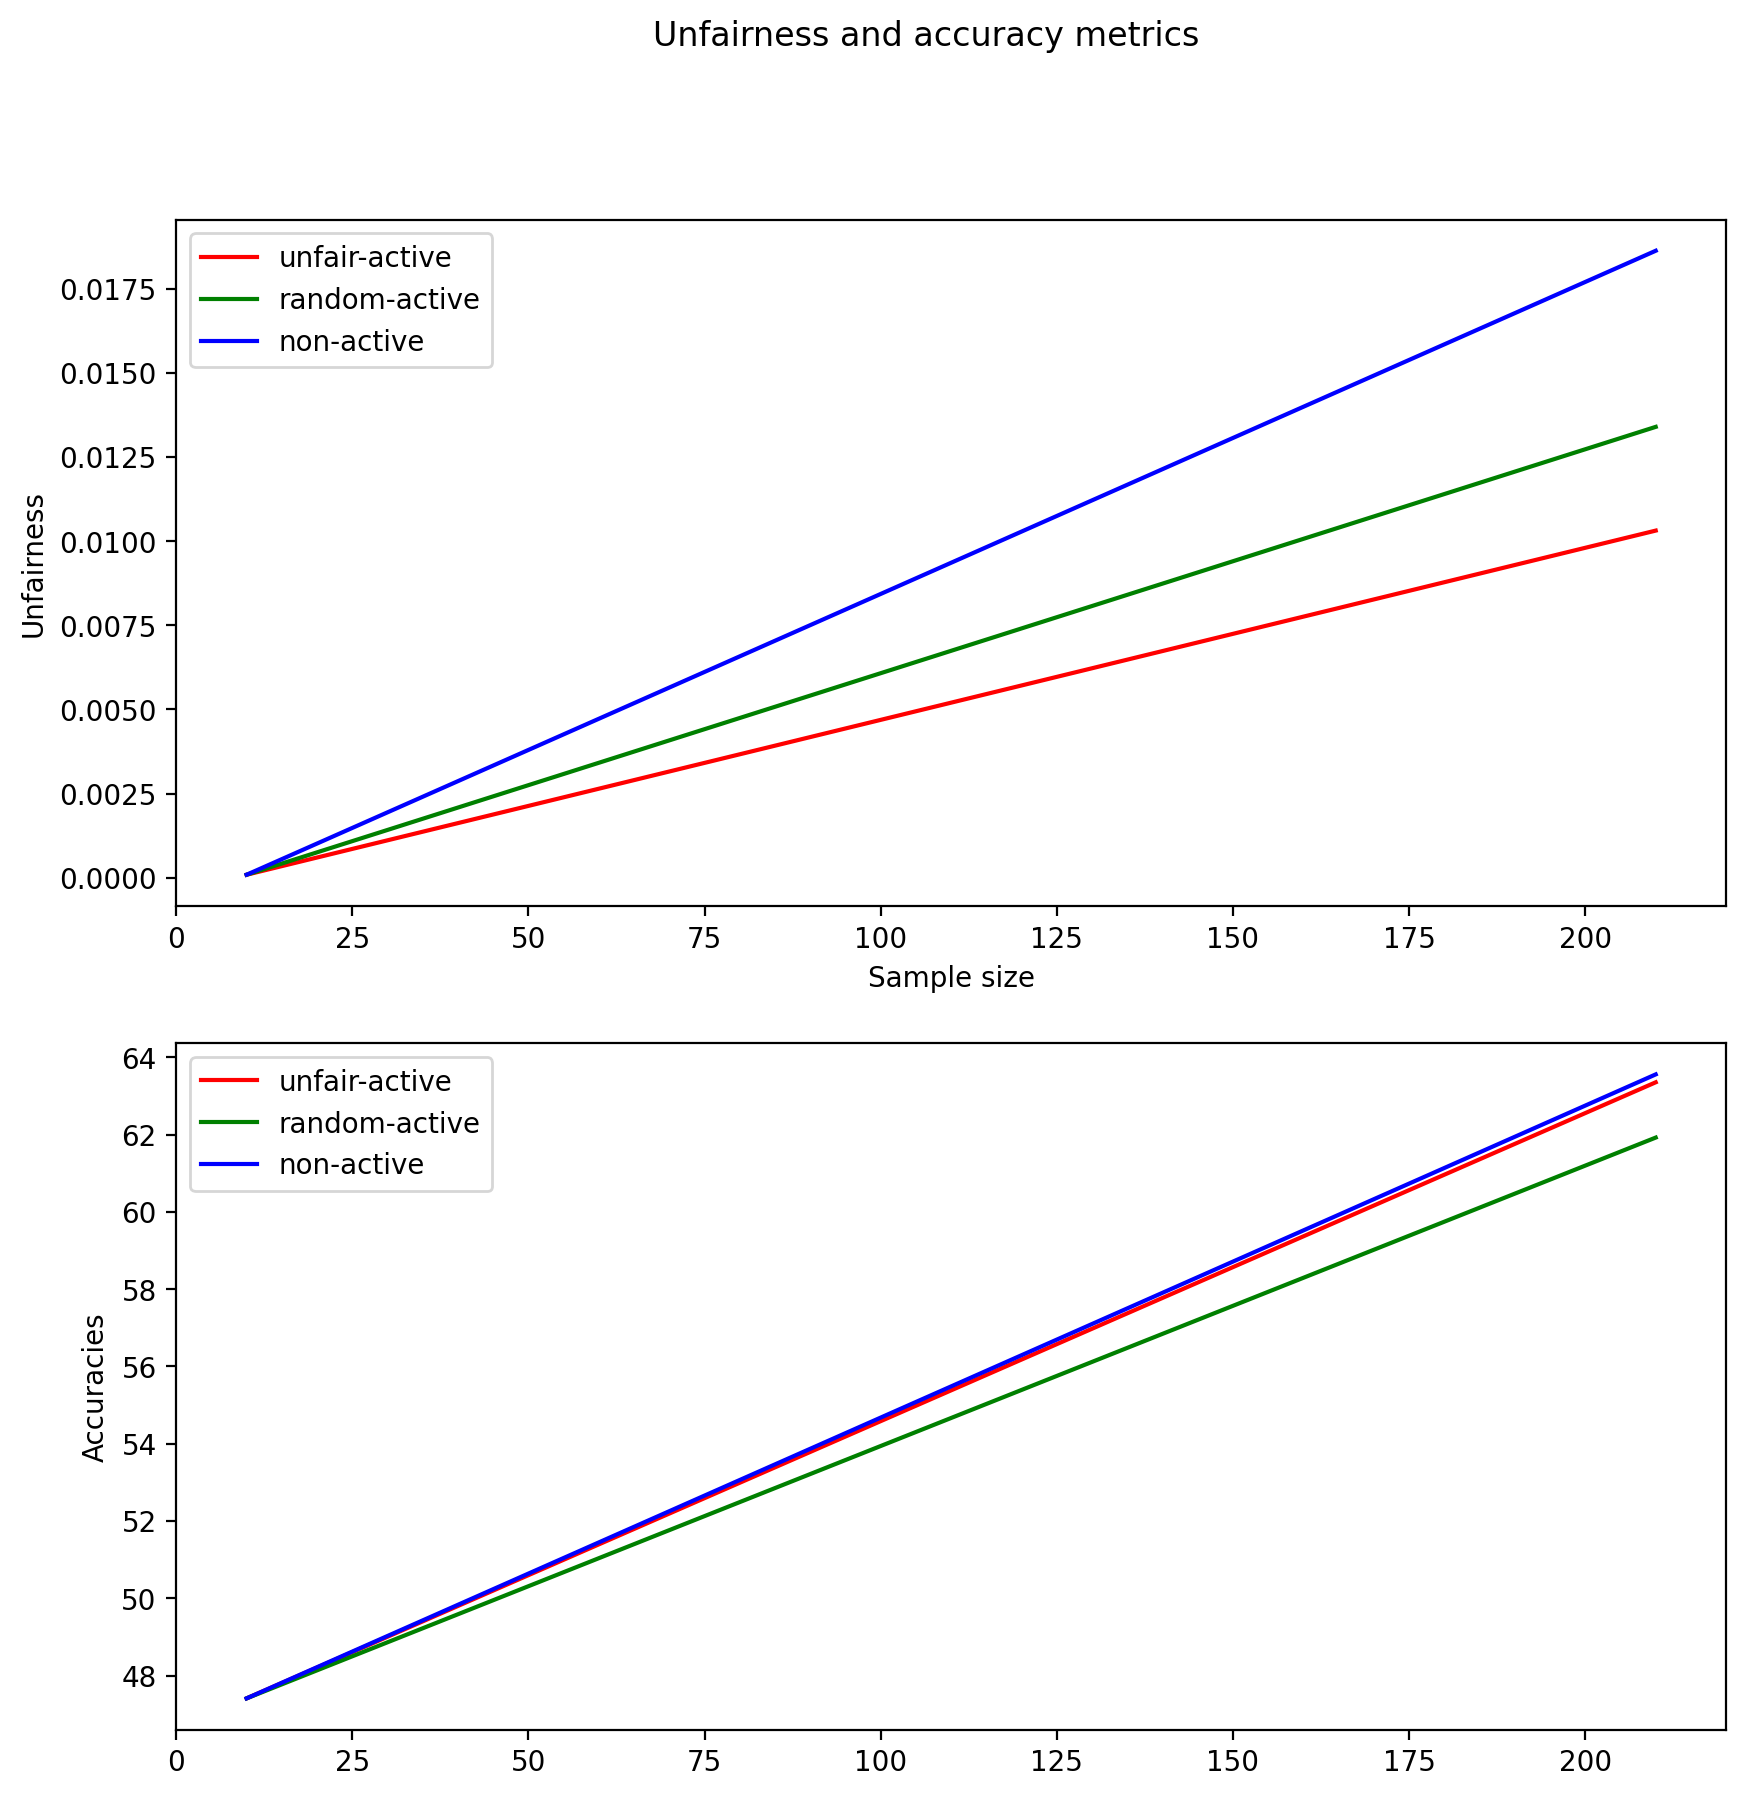 Unfairness and accuracy metrics
unfair-active
random-active
non-active
0.0175
0.0150
0.0125
0.0100
0.0075
0.0050
0.0025
0.0000
Unfairness
0 25 50 75 100 125 150 175 200
Sample size
unfair-active
random-active
non-active
64
62
60
58
56
54
52
50
48
Accuracies
0 25 50 75 100 125 150 175 200